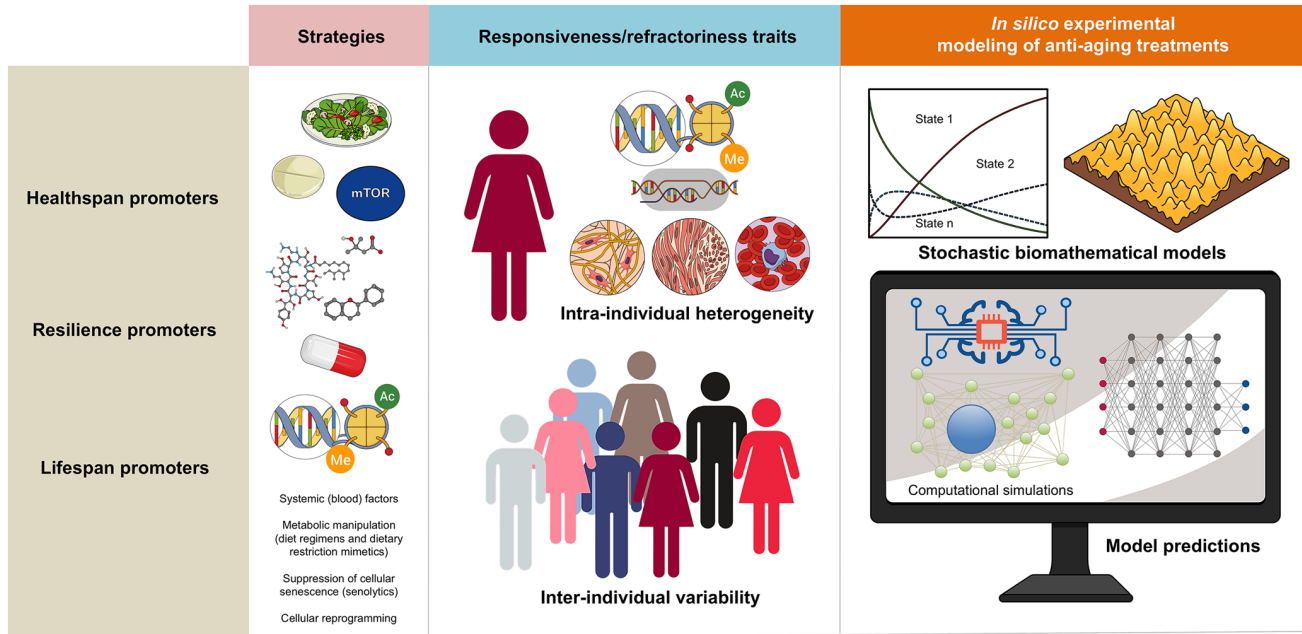 Strategies
Responsiveness/refractoriness traits
In silico experimental
modeling of anti-aging treatments
Healthspan promoters
Resilience promoters
Lifespan promoters
mTOR
Ac
Me
Systemic (blood) factors
Metabolic manipulation
(diet regimens and dietary
restriction mimetics)
Suppression of cellular
senescence (senolytics)
Cellular reprogramming
Ac
Me
Intra-individual heterogeneity
Inter-individual variability
State 1
State 2
State n
Stochastic biomathematical models
Computational simulations
Model predictions